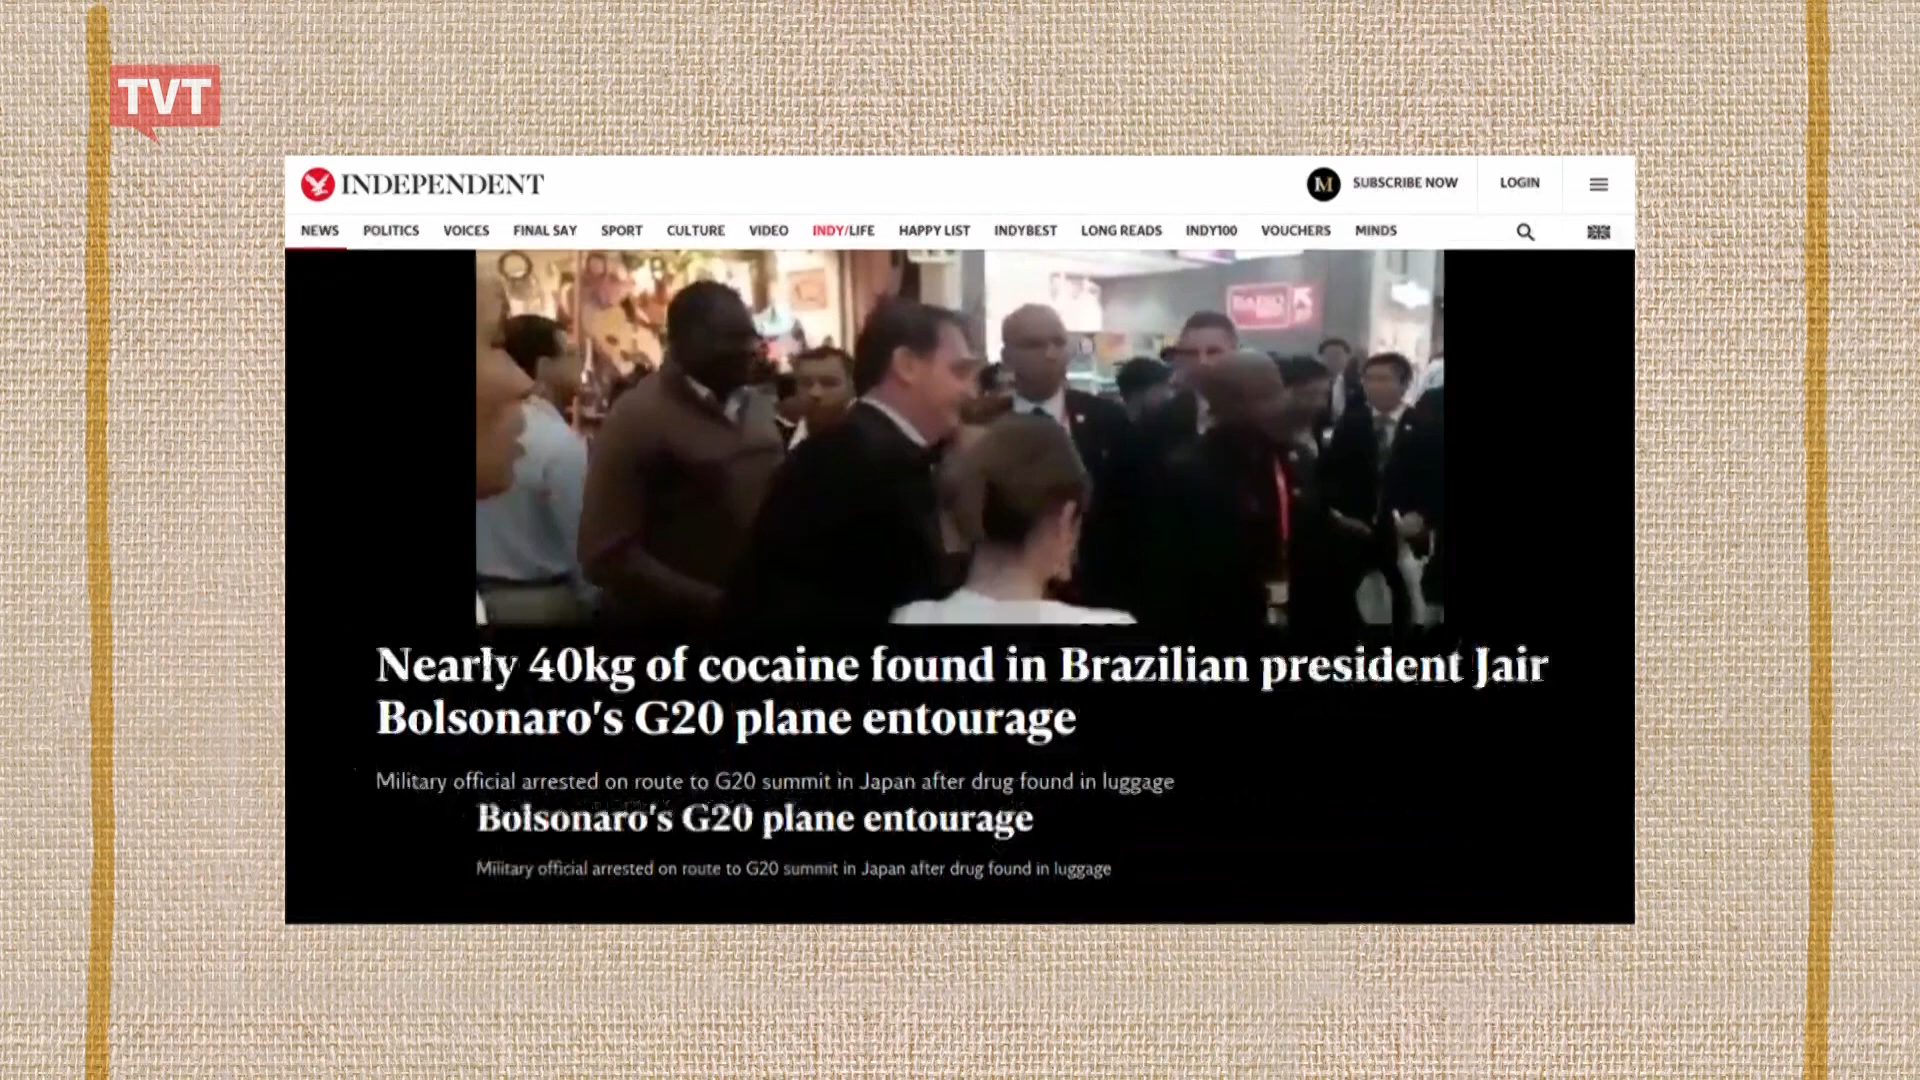 TVT
INDEPENDENT
M
SUBSCRIBE NOW
LOGIN
NEWS POLITICS VOICES FINAL SAY SPORT CULTURE VIDEO INDY/LIFE HAPPY LIST INDYBEST LONG READS INDY100 VOUCHERS MINDS
Nearly 40kg of cocaine found in Brazilian president Jair
Bolsonaro's G20 plane entourage
Military official arrested on route to G20 summit in Japan after drug found in luggage
Bolsonaro's G20 plane entourage
Military official arrested on route to G20 summit in Japan after drug found in luggage